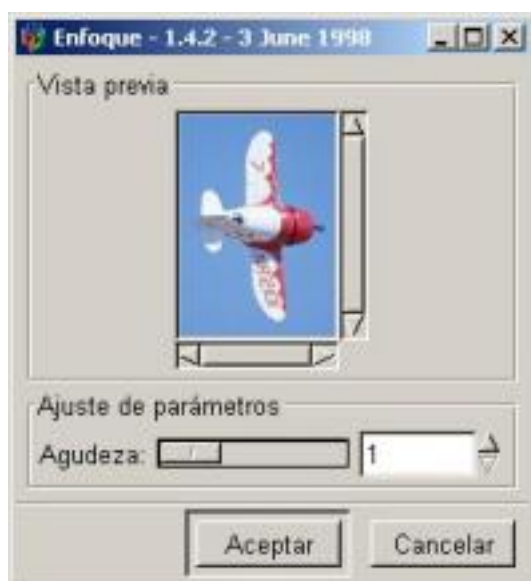 Enfoque - 1.4.2 - 3 June 1998
Vista previa
Ajuste de parámetros
Agudeza: 1
Aceptar Cancelar